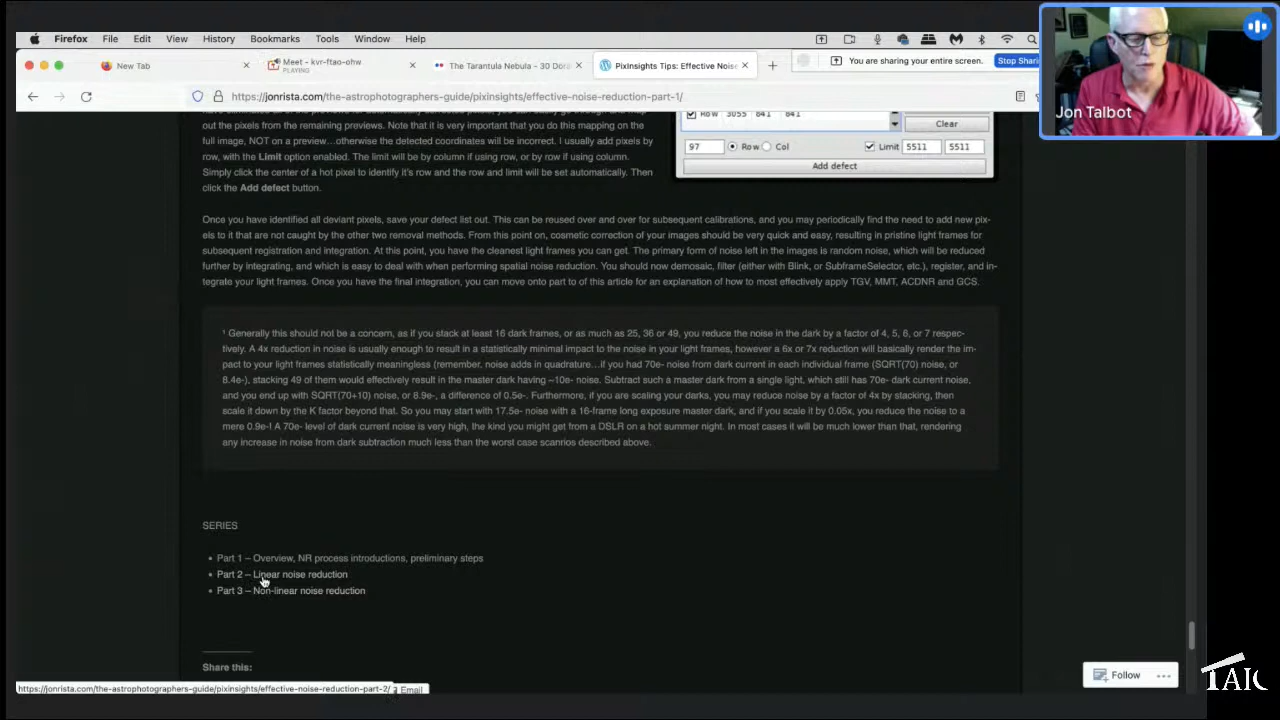 Firefox File Edit View History Bookmarks Tools Window Help
New Tab
Meet - kvr-ftao-ohw
PLAYING
The Tarantula Nebula - 30 Dora
PixInsights Tips: Effective Noise
You are sharing your entire screen.
Stop Shari
https://jonrista.com/the-astrophotographers-guide/pixinsights/effective-noise-reduction-part-1/
Jon Talbot
out the pixels from the remaining previews. Note that it is very important that you do this mapping on the
full image, NOT on a preview…otherwise the detected coordinates will be incorrect. I usually add pixels by
row, with the Limit option enabled. The limit will be by column if using row, or by row if using column.
Simply click the center of a hot pixel to identify it's row and the row and limit will be set automatically. Then
click the Add defect button.
Row 3055 841 841
Clear
97 Row Col Limit 5511 5511
Add defect
Once you have identified all deviant pixels, save your defect list out. This can be reused over and over for subsequent calibrations, and you may periodically find the need to add new pix-
els to it that are not caught by the other two removal methods. From this point on, cosmetic correction of your images should be very quick and easy, resulting in pristine light frames for
subsequent registration and integration. At this point, you have the cleanest light frames you can get. The primary form of noise left in the images is random noise, which will be reduced
further by integrating, and which is easy to deal with when performing spatial noise reduction. You should now demosaic, filter (either with Blink, or SubframeSelector, etc.), register, and in-
tegrate your light frames. Once you have the final integration, you can move onto part to of this article for an explanation of how to most effectively apply TGV, MMT, ACDNR and GCS.
¹ Generally this should not be a concern, as if you stack at least 16 dark frames, or as much as 25, 36 or 49, you reduce the noise in the dark by a factor of 4, 5, 6, or 7 respec-
tively. A 4x reduction in noise is usually enough to result in a statistically minimal impact to the noise in your light frames, however a 6x or 7x reduction will basically render the im-
pact to your light frames statistically meaningless (remember, noise adds in quadrature…if you had 70e- noise from dark current in each individual frame (SQRT(70) noise, or
8.4e-), stacking 49 of them would effectively result in the master dark having ~10e- noise. Subtract such a master dark from a single light, which still has 70e- dark current noise,
and you end up with SQRT(70+10) noise, or 8.9e-, a difference of 0.5e-. Furthermore, if you are scaling your darks, you may reduce noise by a factor of 4x by stacking, then
scale it down by the K factor beyond that. So you may start with 17.5e- noise with a 16-frame long exposure master dark, and if you scale it by 0.05x, you reduce the noise to a
mere 0.9e-! A 70e- level of dark current noise is very high, the kind you might get from a DSLR on a hot summer night. In most cases it will be much lower than that, rendering
any increase in noise from dark subtraction much less than the worst case scanrios described above.
SERIES
• Part 1 – Overview, NR process introductions, preliminary steps
• Part 2 – Linear noise reduction
• Part 3 – Non-linear noise reduction
Share this:
Email
Follow
https://jonrista.com/the-astrophotographers-guide/pixinsights/effective-noise-reduction-part-2/
TAIC